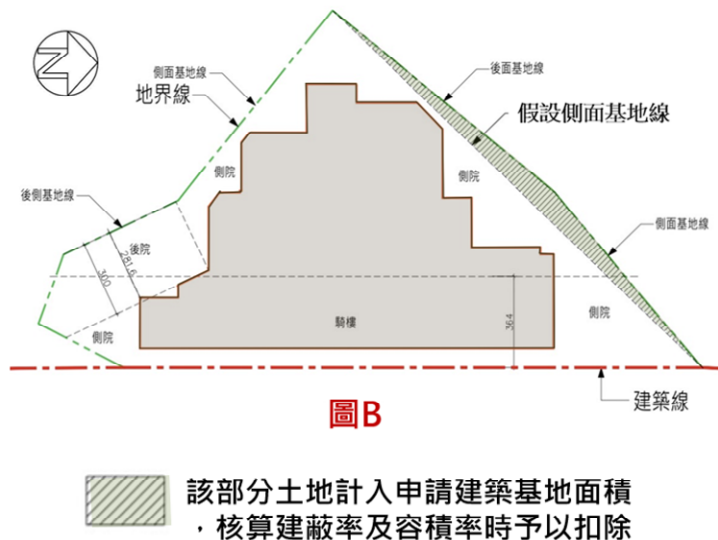 N
側面基地線
地界線
後面基地線
假設側面基地線
側院
側院
後側基地線
後院
281.6
300
側面基地線
側院
364
騎樓
側院
建築線
圖B
該部分土地計入申請建築基地面積
，核算建蔽率及容積率時予以扣除